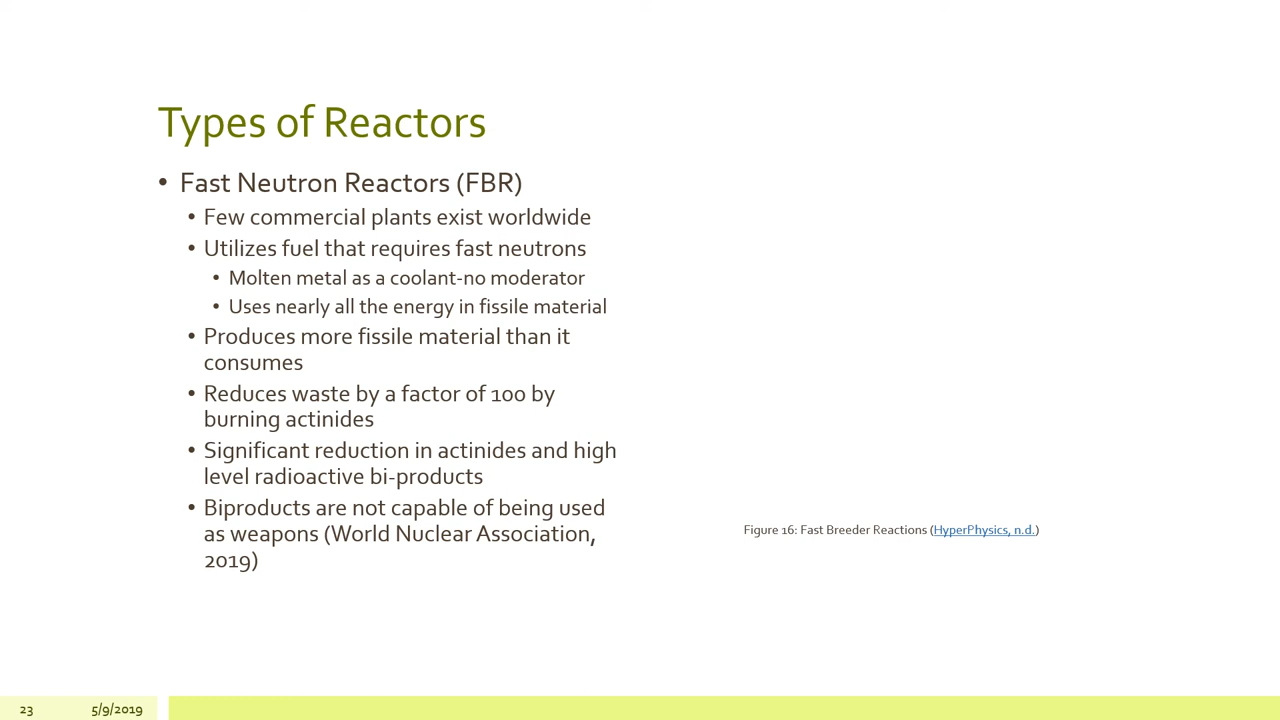 Types of Reactors
• Fast Neutron Reactors (FBR)
• Few commercial plants exist worldwide
• Utilizes fuel that requires fast neutrons
• Molten metal as a coolant-no moderator
• Uses nearly all the energy in fissile material
• Produces more fissile material than it
consumes
• Reduces waste by a factor of 100 by
burning actinides
• Significant reduction in actinides and high
level radioactive bi-products
• Biproducts are not capable of being used
as weapons (World Nuclear Association,
2019)
Figure 16: Fast Breeder Reactions (HyperPhysics, n.d.)
23 5/9/2019